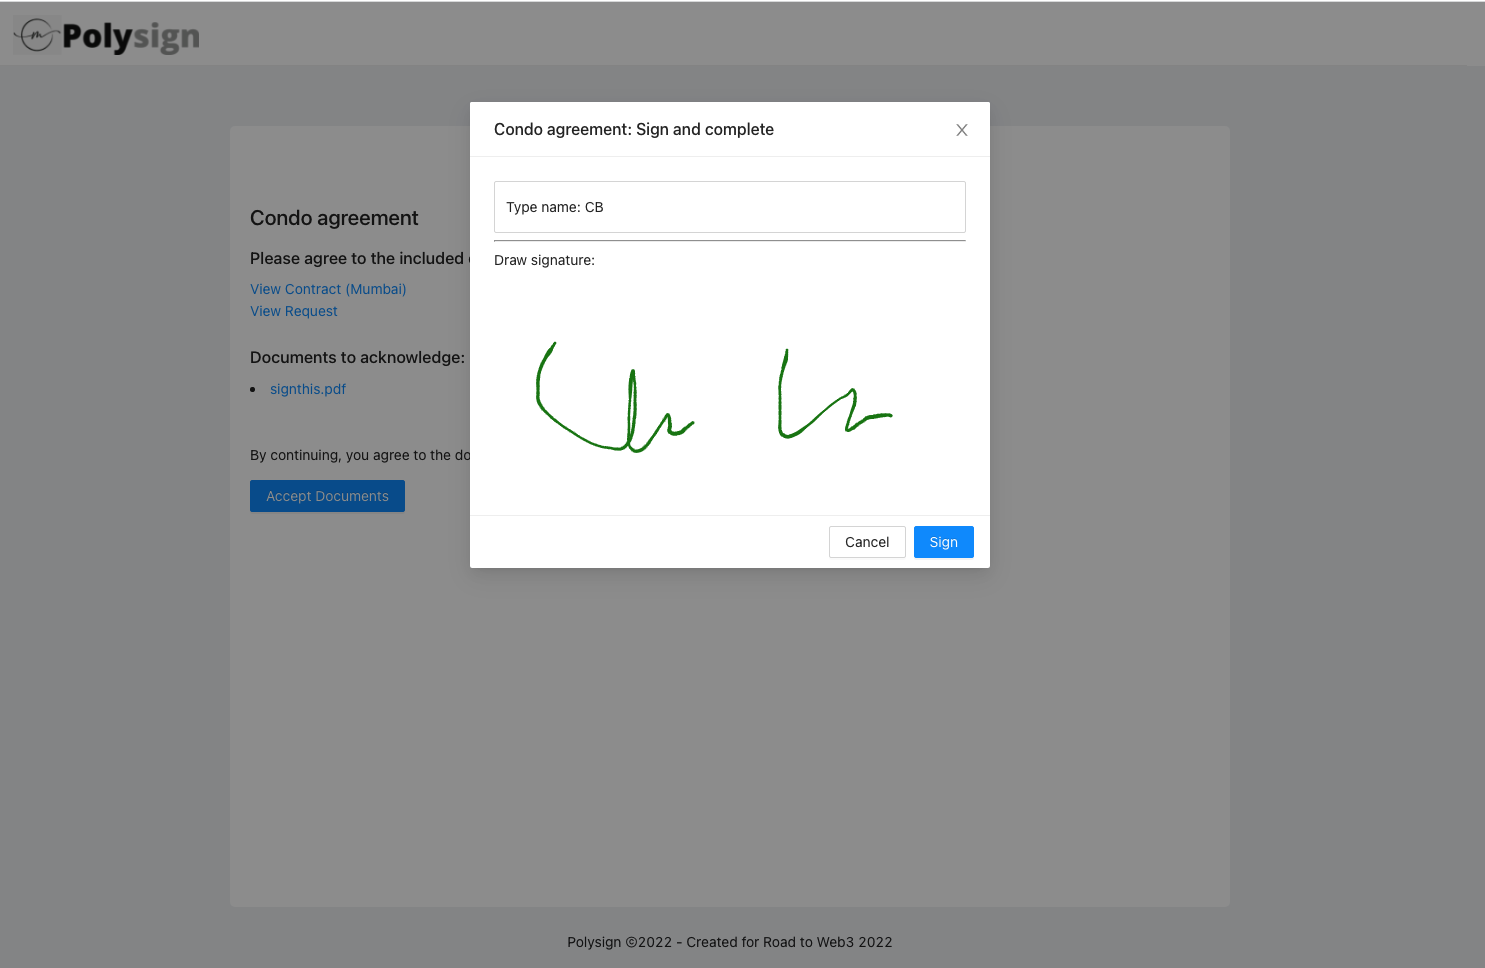 Polysign
Condo agreement: Sign and complete
Type name: CB
Draw signature:
Cancel
Sign
Condo agreement
Please agree to the included
View Contract (Mumbai)
View Request
Documents to acknowledge:
signthis.pdf
By continuing, you agree to the do
Accept Documents
Polysign ©2022 - Created for Road to Web3 2022